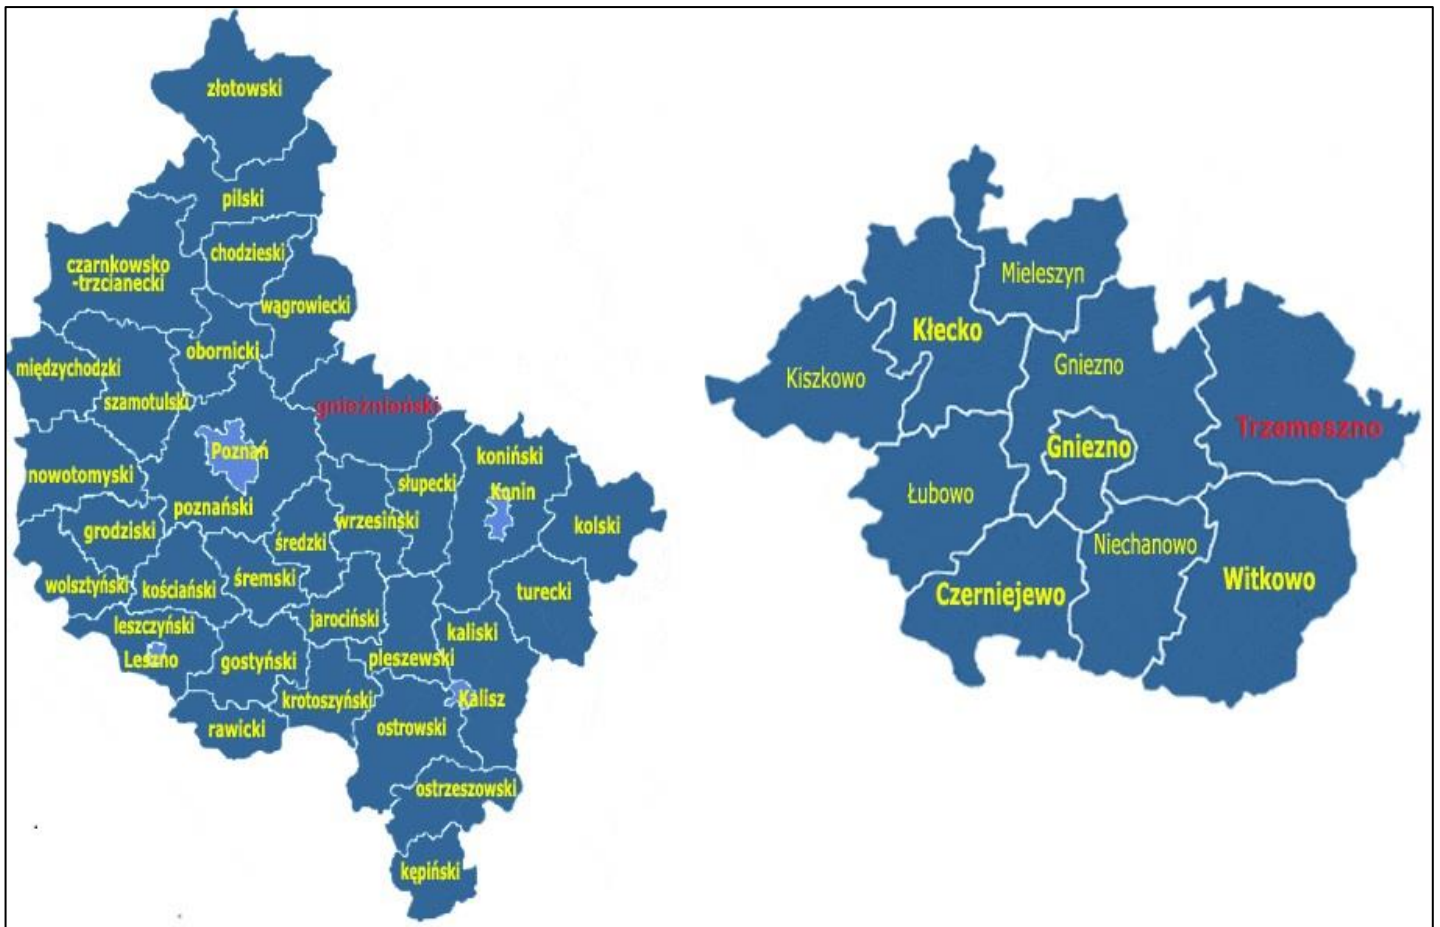 złotowski
pilski
chodzieski
czarnkowsko
-trzcianecki
wągrowiecki
obornicki
międzychodzki
szamotulski
gnieźnioński
Poznań
nowotomyski
poznański
koniński
słupecki
Konin
wrzesiński
kolski
grodziski
średzki
wolsztyński
kościański
śremski
turecki
jarociński
leszczyński
kaliski
Leszno
gostyński
pleszewski
krotoszyński
Kalisz
rawicki
ostrowski
ostrzeszowski
kępiński
Mieleszyn
Kłecko
Kiszkowo
Gniezno
Trzemeszno
Gniezno
Łubowo
Niechanowo
Czerniejewo
Witkowo